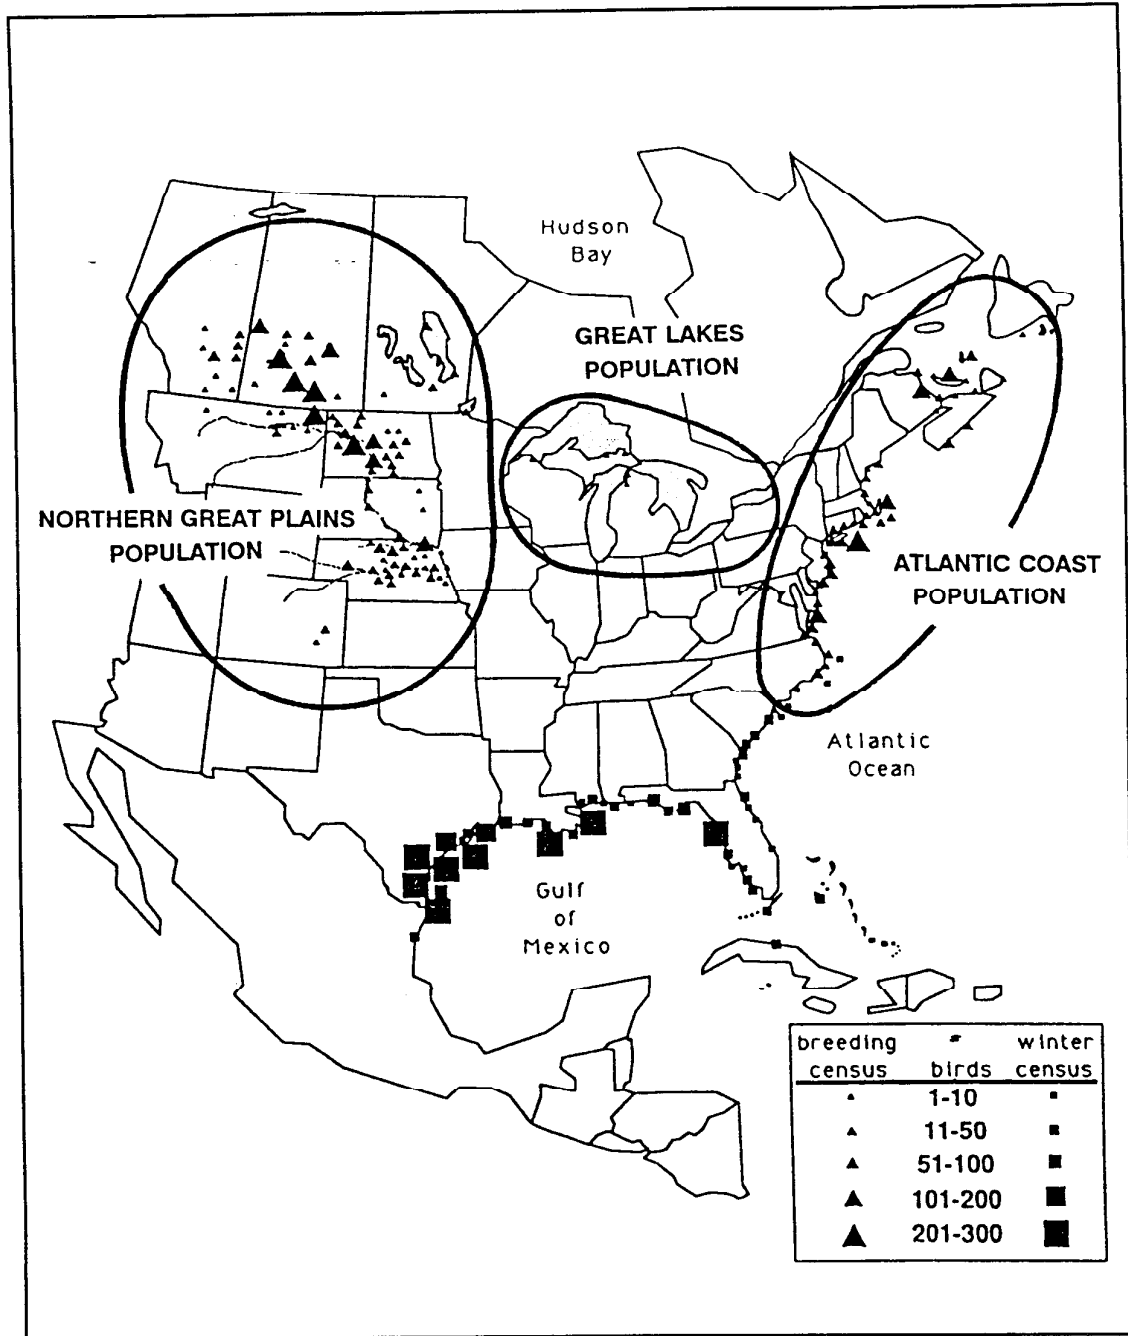 Hudson
Bay
GREAT LAKES
POPULATION
NORTHERN GREAT PLAINS
POPULATION
ATLANTIC COAST
POPULATION
Atlantic
Ocean
Gulf
of
Mexico
breeding # winter
census birds census
1-10
11-50
51-100
101-200
201-300